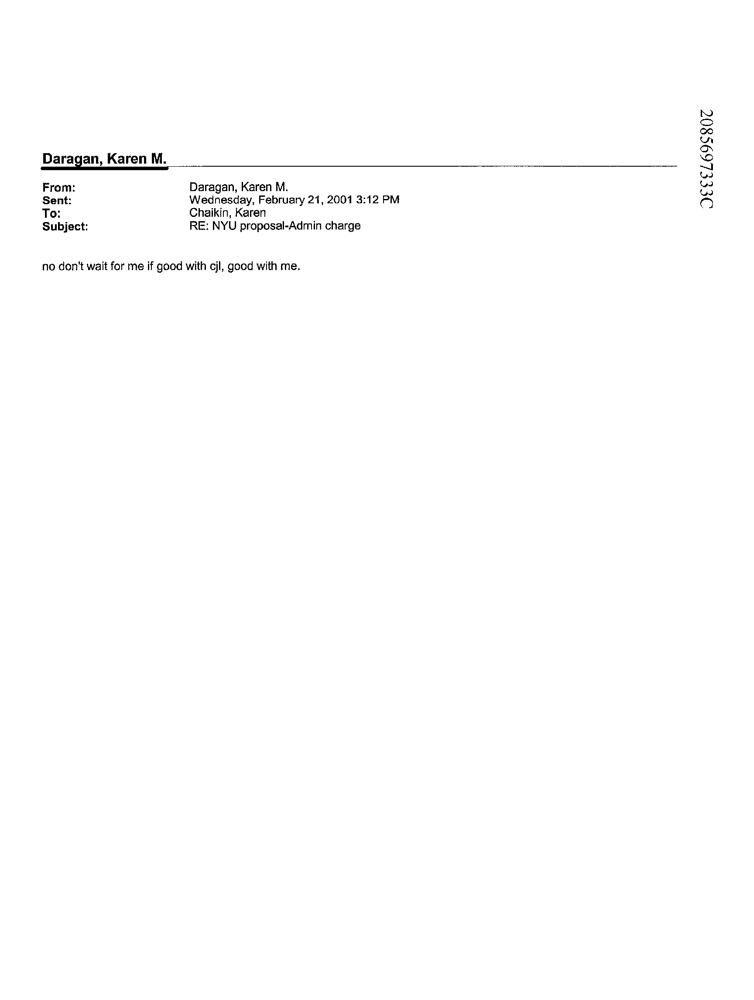 2085697333C
Daragan, Karen M.
From: Daragan, Karen M.
Sent: Wednesday, February 21, 2001 3:12 PM
To: Chaikin, Karen
Subject: RE: NYU proposal-Admin charge
no don't wait for me if good with cjl, good with me.